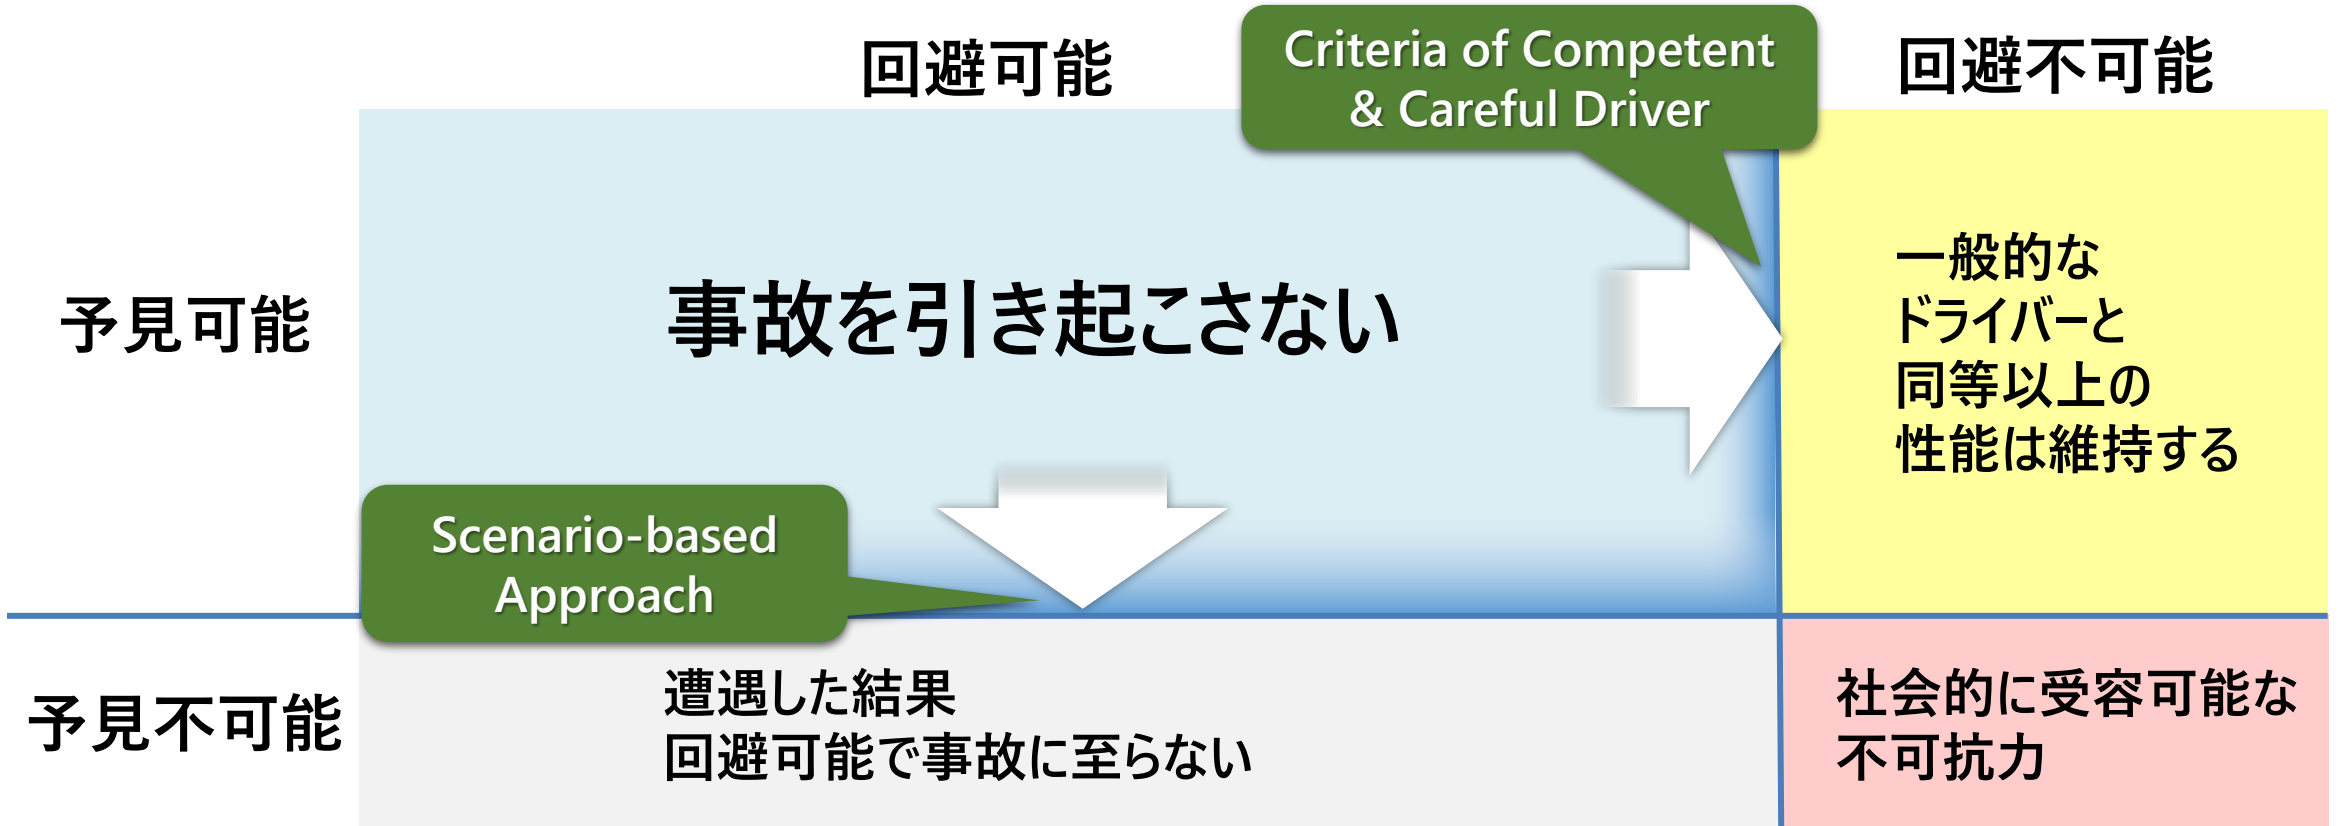 回避可能
Criteria of Competent
& Careful Driver
回避不可能
予見可能
事故を引き起こさない
一般的な
ドライバーと
同等以上の
性能は維持する
Scenario-based
Approach
予見不可能
遭遇した結果
回避可能で事故に至らない
社会的に受容可能な
不可抗力